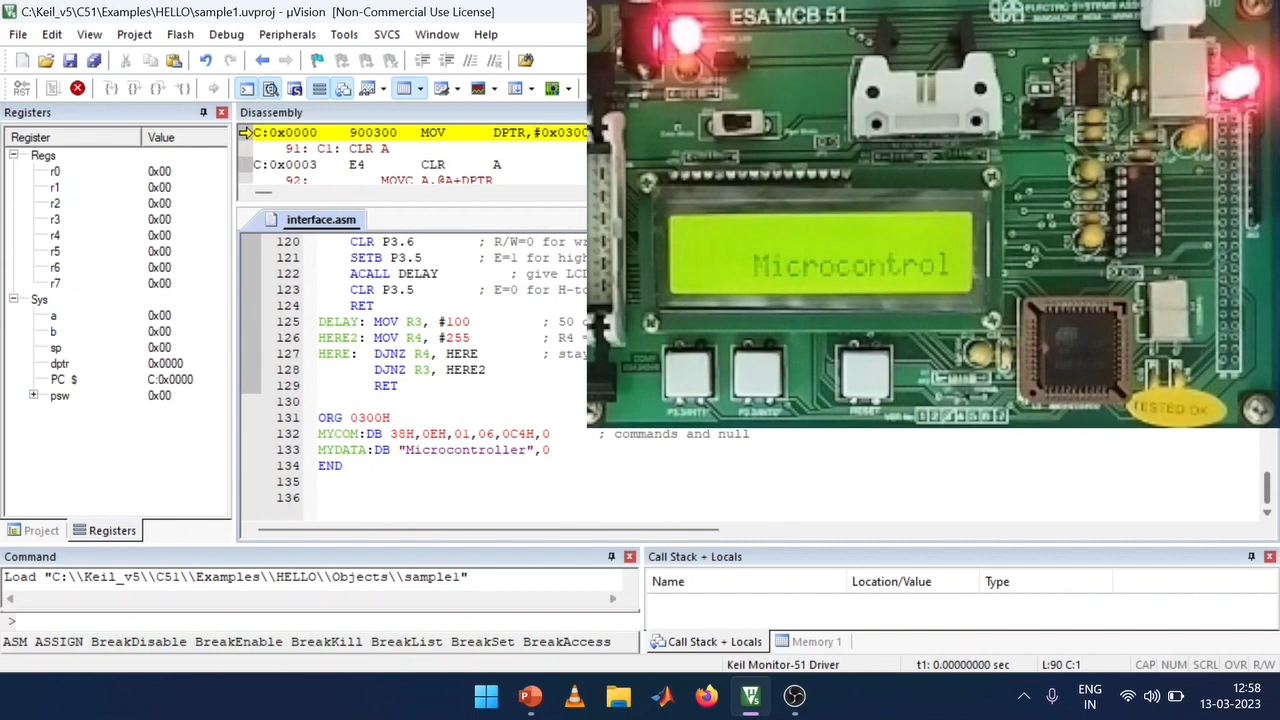 C:\Keil_v5\C51\Examples\HELLO\sample1.uvproj - µVision [Non-Commercial Use License]
File Edit View Project Flash Debug Peripherals Tools SVCS Window Help
Registers
Register Value
Regs
r0 0x00
r1 0x00
r2 0x00
r3 0x00
r4 0x00
r5 0x00
r6 0x00
r7 0x00
Sys
a 0x00
b 0x00
sp 0x00
dptr 0x0000
PC $ C:0x0000
psw 0x00
Project Registers
Disassembly
C:0x0000 900300 MOV DPTR,#0x0300
91: C1: CLR A
C:0x0003 E4 CLR A
92: MOVC A,@A+DPTR
interface.asm
120 CLR P3.6 ; R/W=0 for
121 SETB P3.5 ; E=1 for high
122 ACALL DELAY ; give LCD
123 CLR P3.5 ; E=0 for H-to
124 RET
125 DELAY: MOV R3, #100 ; 50
126 HERE2: MOV R4, #255 ; R4 =
127 HERE: DJNZ R4, HERE ;
128 DJNZ R3, HERE2
129 RET
130
131 ORG 0300H
132 MYCOM:DB 38H,0EH,01,06,0C4H,0 ; commands and null
133 MYDATA:DB "Microcontroller",0
134 END
135
136
ESA MCB 51
Microcontrol
RESET
TESTED OK
Command
Load "C:\\Keil_v5\\C51\\Examples\\HELLO\\Objects\\sample1"
>
ASM ASSIGN BreakDisable BreakEnable BreakKill BreakList BreakSet BreakAccess
Call Stack + Locals
Name Location/Value Type
Call Stack + Locals Memory 1
Keil Monitor-51 Driver t1: 0.00000000 sec L:90 C:1 CAP NUM SCRL OVR R/W
ENG
IN
12:58
13-03-2023